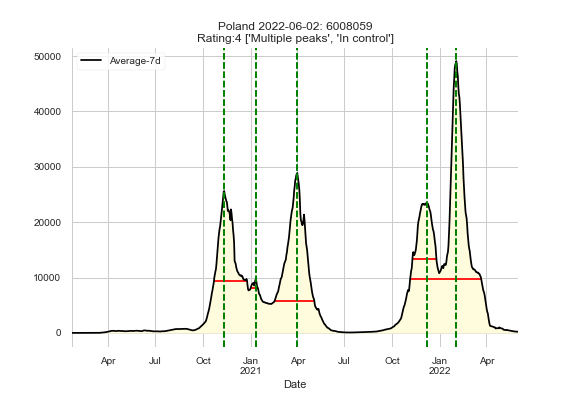 Poland 2022-06-02: 6008059
Rating:4 ['Multiple peaks', 'In control']
Average-7d
50000
40000
30000
20000
10000
0
Apr Jul Oct Jan Apr Jul Oct Jan Apr
2021 2022
Date